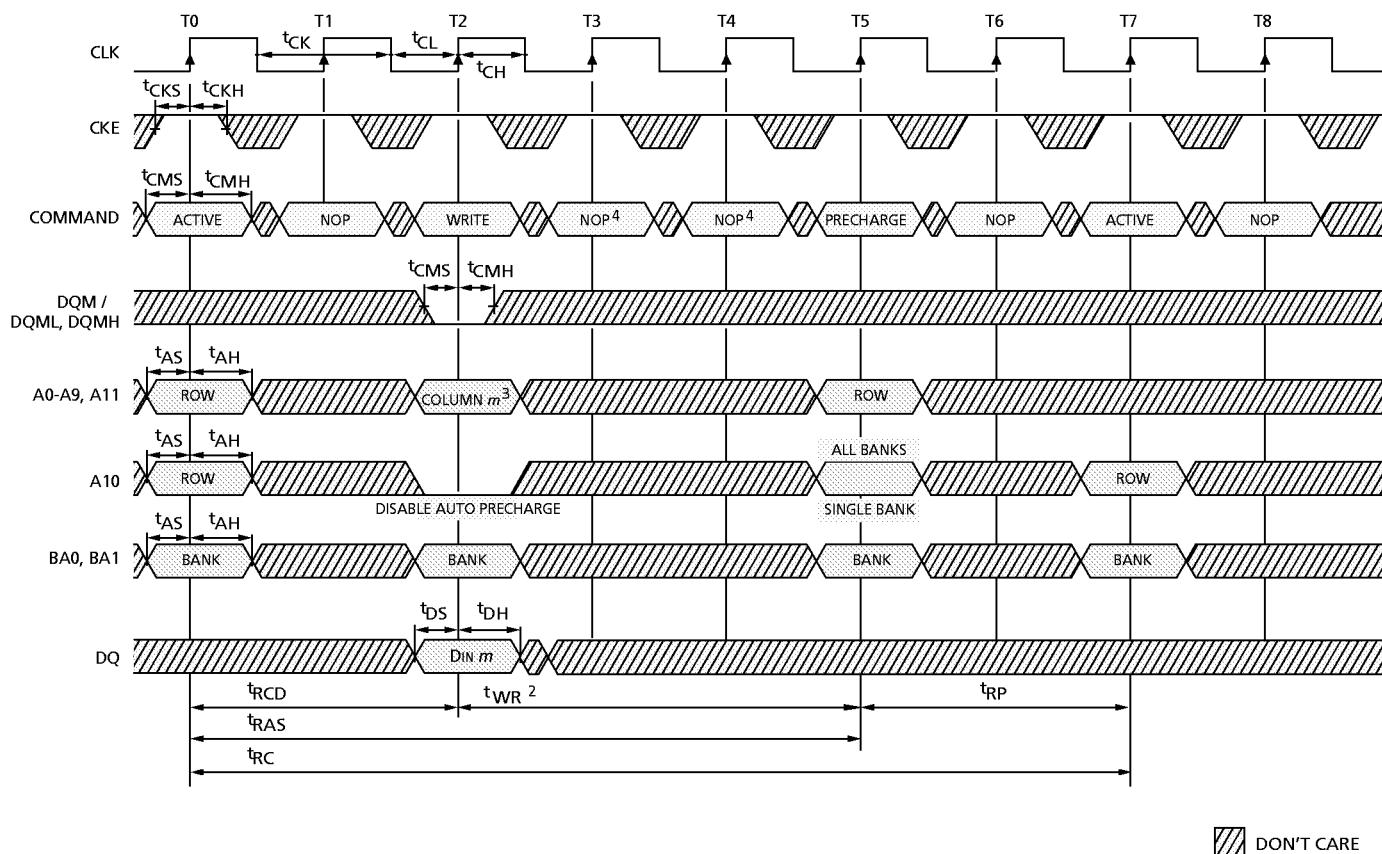 T0 T1 T2 T3 T4 T5 T6 T7 T8
CLK
tCK tCL
tCH
tCKS tCKH
CKE
tCMS tCMH
COMMAND ACTIVE NOP WRITE NOP4 NOP4 PRECHARGE NOP ACTIVE NOP
tCMS tCMH
DQM /
DQML, DQMH
tAS tAH
A0-A9, A11 ROW COLUMN m3 ROW
tAS tAH
ALL BANKS
A10 ROW ROW
DISABLE AUTO PRECHARGE SINGLE BANK
tAS tAH
BA0, BA1 BANK BANK BANK BANK
tDS tDH
DQ DIN m
tRCD tWR 2 tRP
tRAS
tRC
DON'T CARE